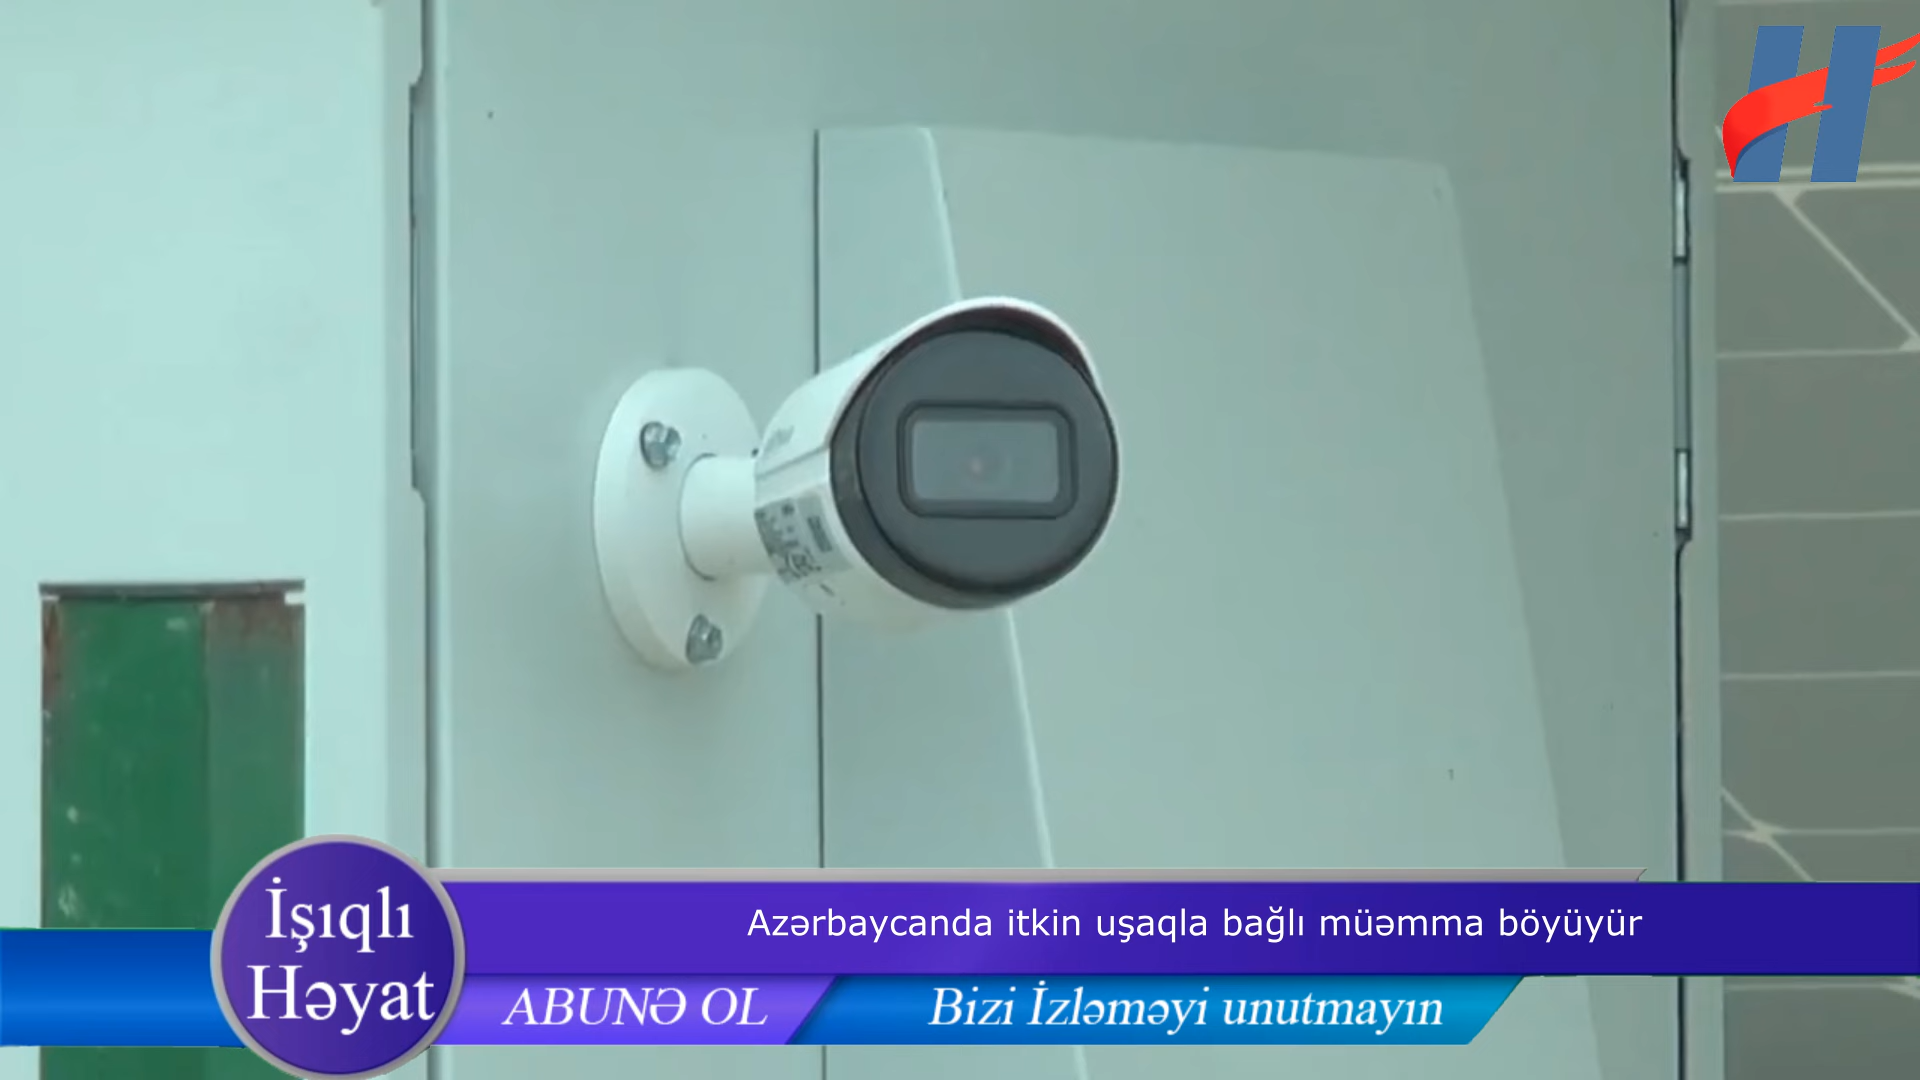 Azərbaycanda itkin uşaqla bağlı müəmma böyüyür
İşıqlı
Həyat
ABUNƏ OL
Bizi İzləməyi unutmayın